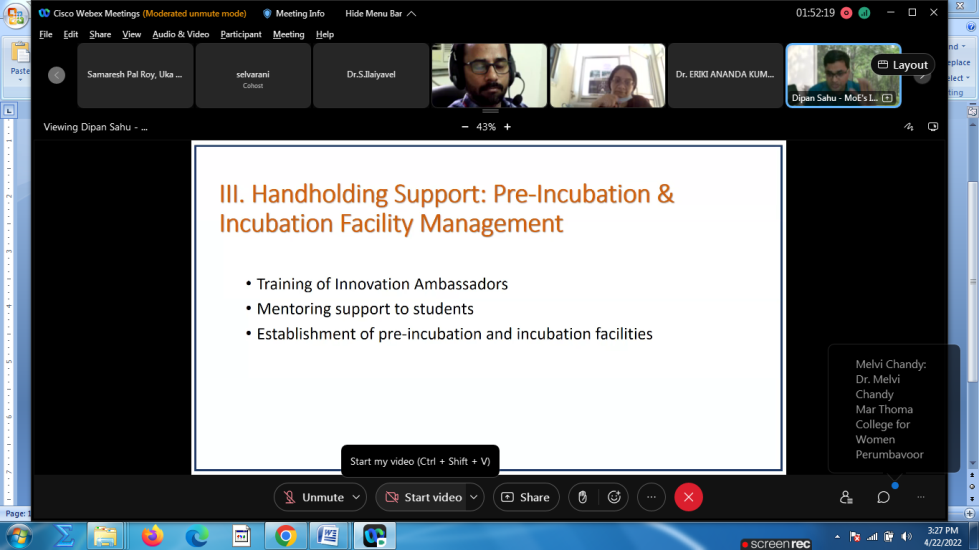 Cisco Webex Meetings (Moderated unmute mode) Meeting Info Hide Menu Bar 01:52:19
File Edit Share View Audio & Video Participant Meeting Help
Paste
Samaresh Pal Roy, Uka ...
selvarani
Cohost
Dr.S.Ilaiyavel
Dr. ERIKI ANANDA KUM...
Dipan Sahu - MoE's I...
Layout
Viewing Dipan Sahu - ...
43%
III. Handholding Support: Pre-Incubation &
Incubation Facility Management
• Training of Innovation Ambassadors
• Mentoring support to students
• Establishment of pre-incubation and incubation facilities
Melvi Chandy:
Dr. Melvi
Chandy
Mar Thoma
College for
Women
Perumbavoor
Start my video (Ctrl + Shift + V)
Unmute Start video Share
Page: 1
3:27 PM
4/22/2022
screenrec